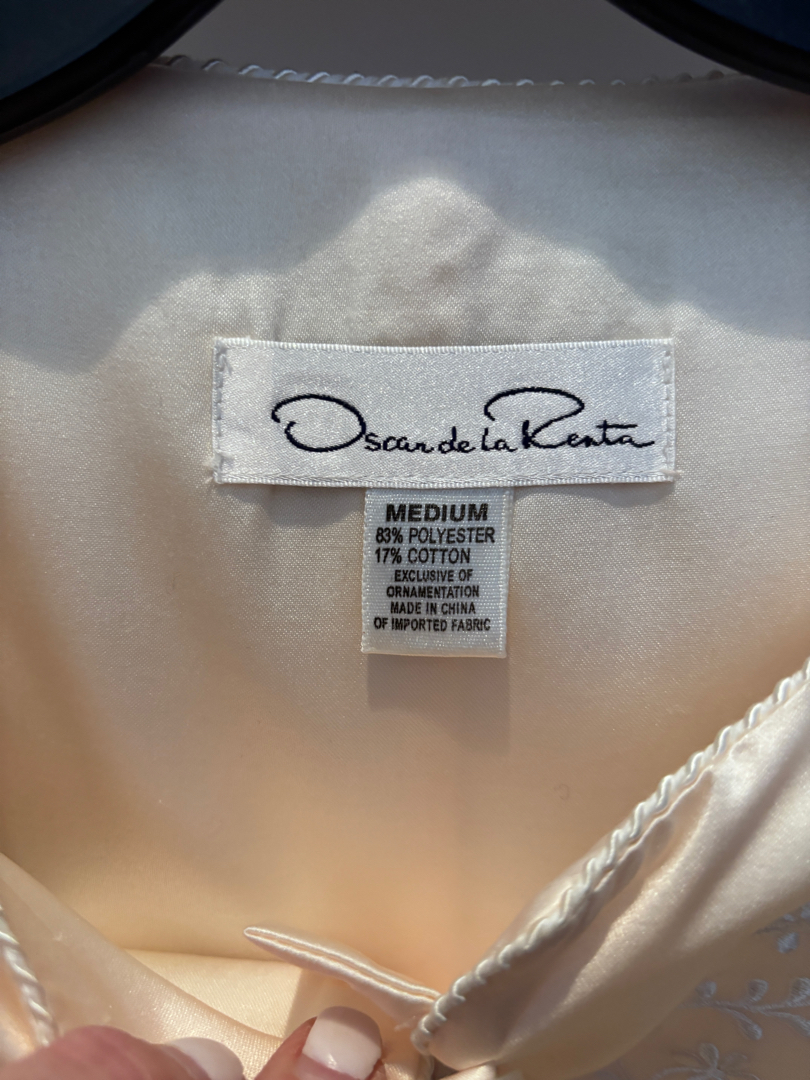 Oscar de la Renta
MEDIUM
83% POLYESTER
17% COTTON
EXCLUSIVE OF
ORNAMENTATION
MADE IN CHINA
OF IMPORTED FABRIC